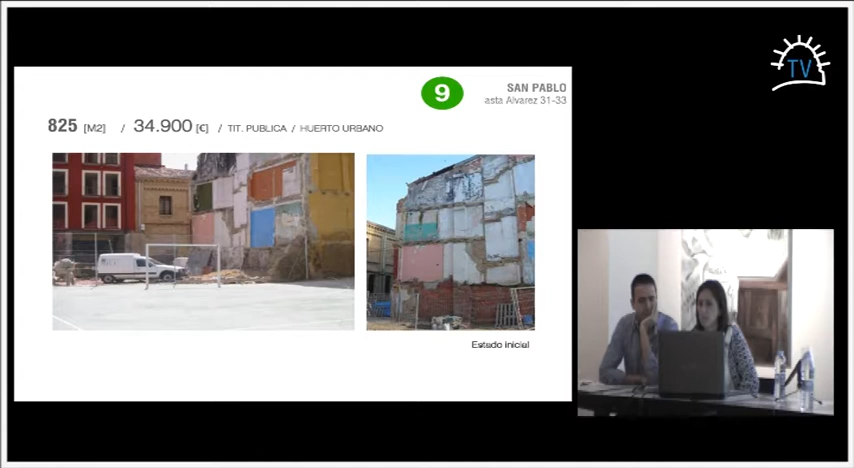 TV
9
SAN PABLO
asta Alvarez 31-33
825 [M2] / 34.900 [€] / TIT. PUBLICA / HUERTO URBANO
Estado inicial